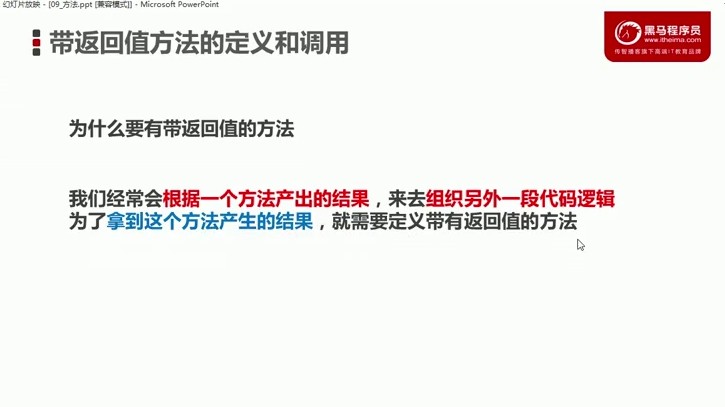 幻灯片放映 - [09_方法.ppt [兼容模式]] - Microsoft PowerPoint
带返回值方法的定义和调用
黑马程序员
www.itheima.com
传智播客旗下高端IT教育品牌
为什么要有带返回值的方法
我们经常会根据一个方法产出的结果，来去组织另外一段代码逻辑
为了拿到这个方法产生的结果，就需要定义带有返回值的方法